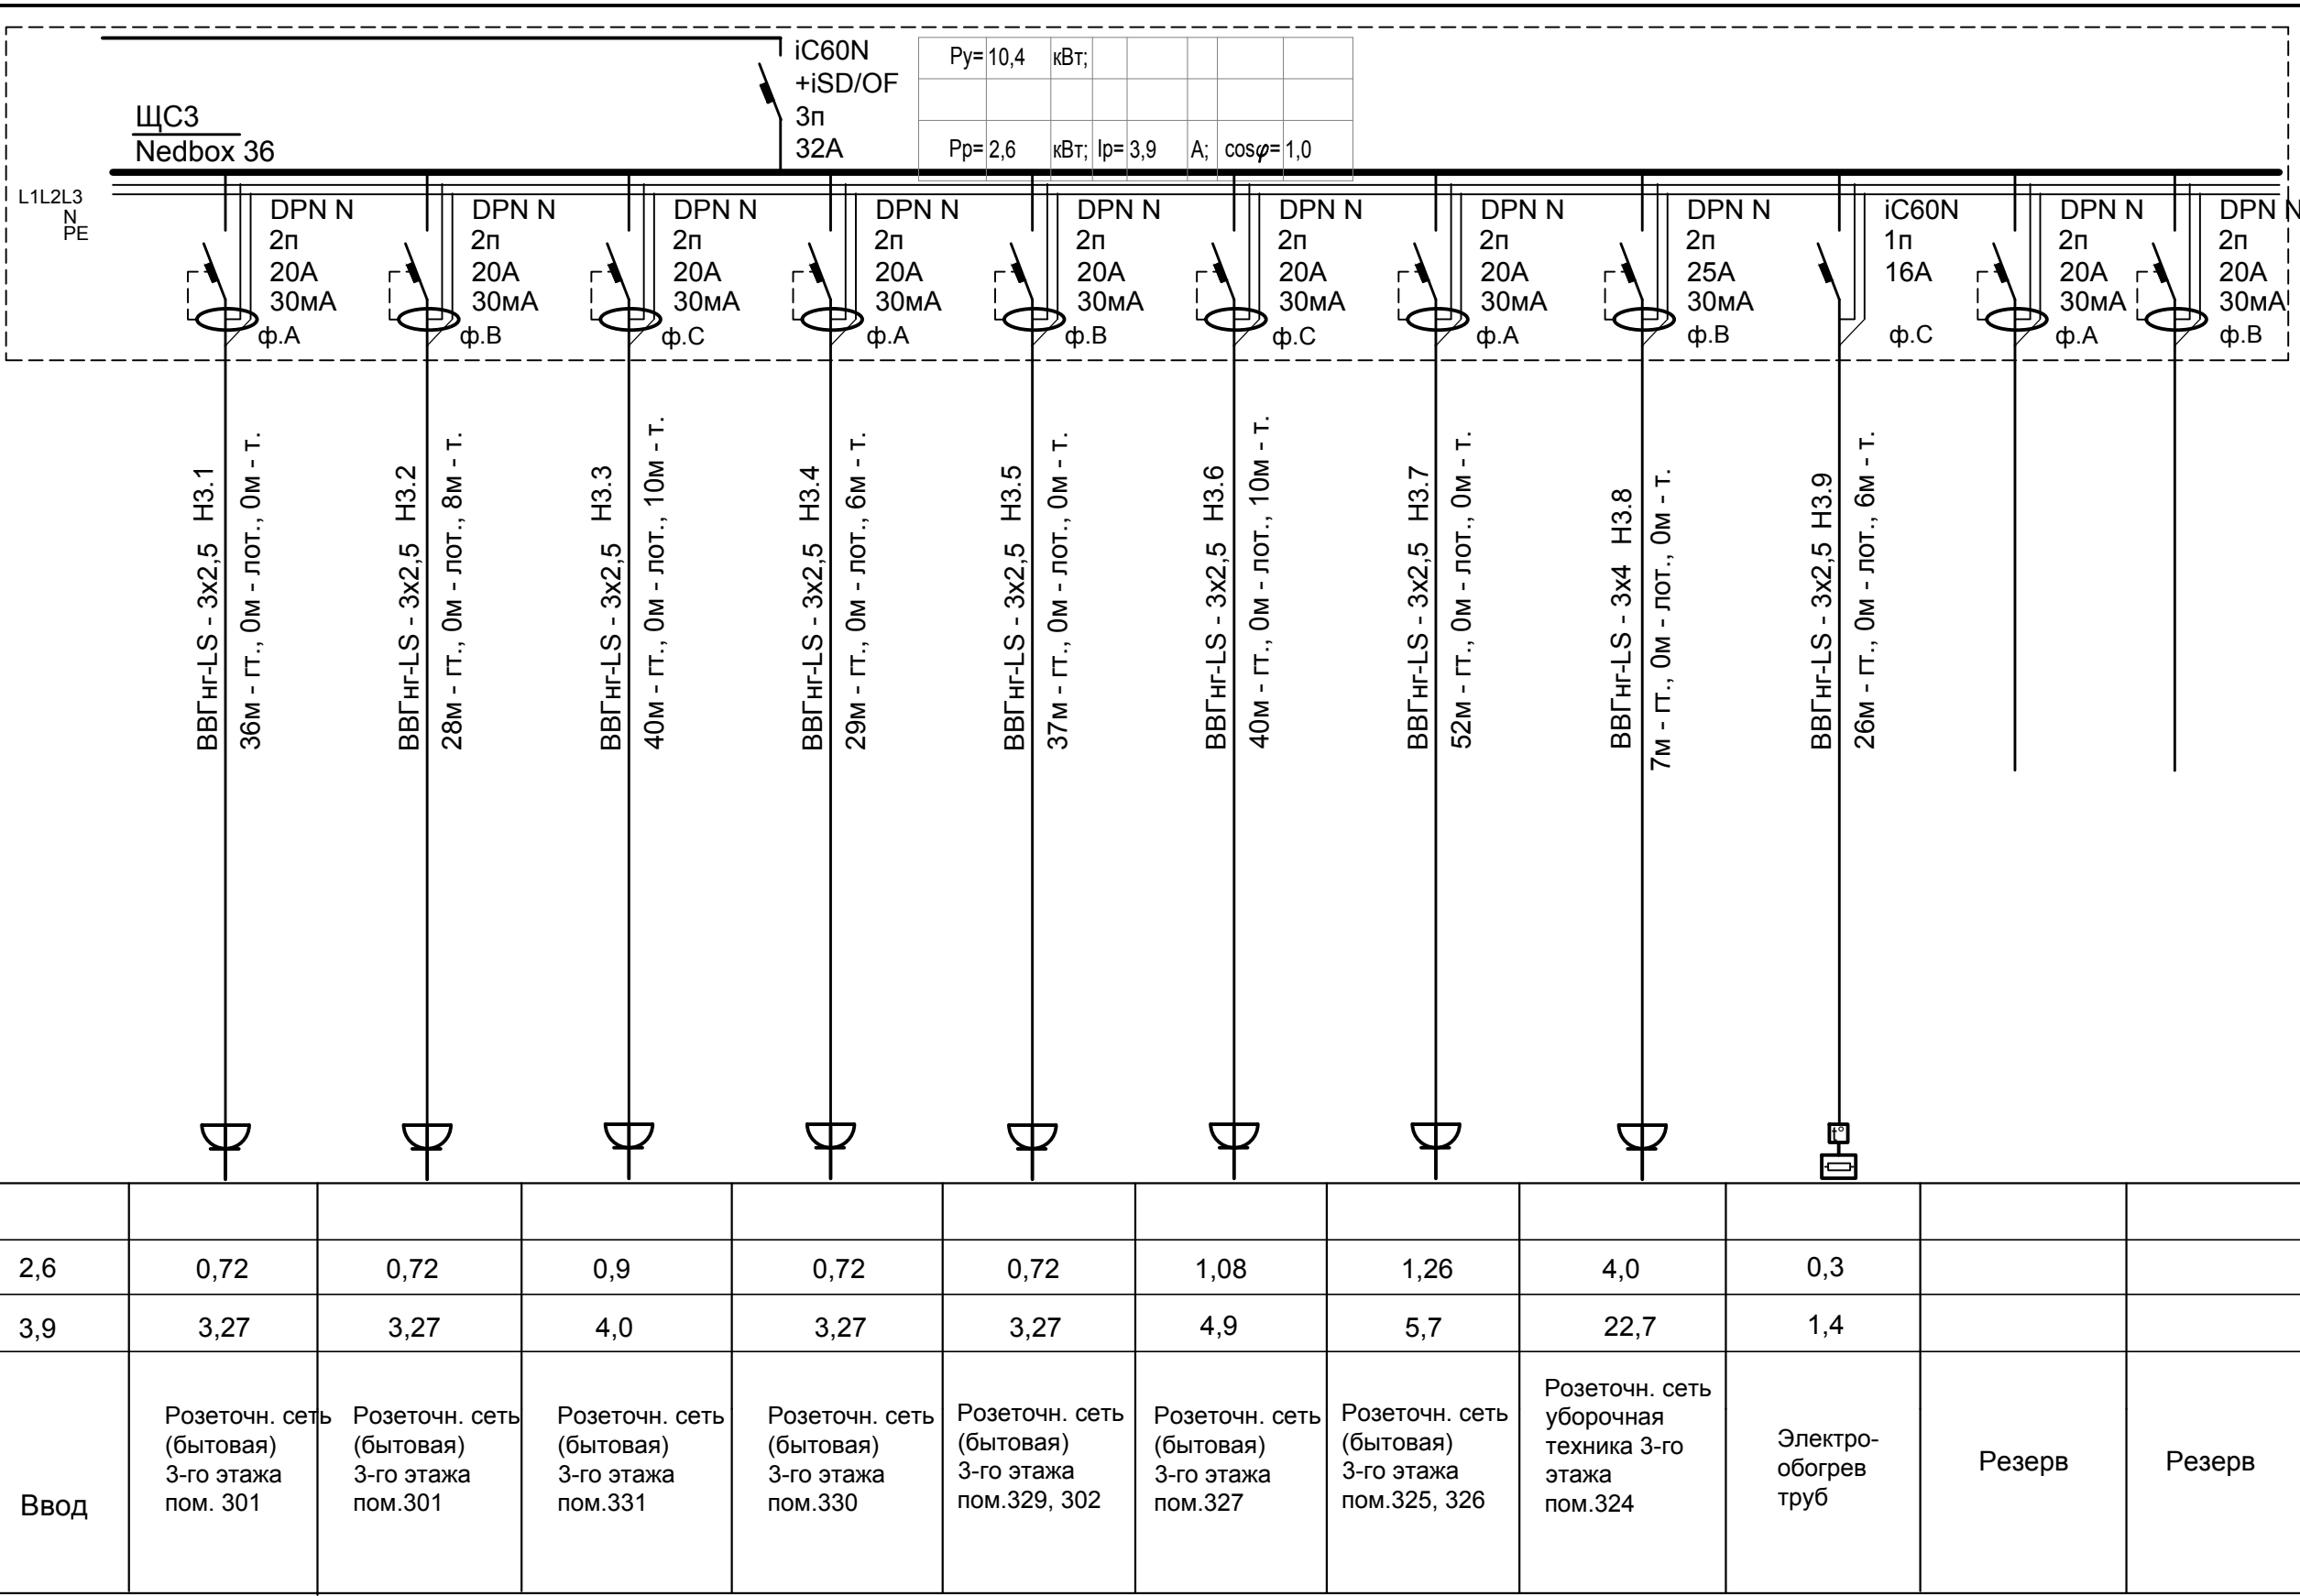 iC60N
+iSD/OF
3п
32А
Pу= 10,4 кВт;
Pр= 2,6 кВт; Iр= 3,9 А; cosφ= 1,0
ЩС3
Nedbox 36
L1L2L3
N
PE
DPN N
2п
20А
30мА
ф.А
DPN N
2п
20А
30мА
ф.В
DPN N
2п
20А
30мА
ф.С
DPN N
2п
20А
30мА
ф.А
DPN N
2п
20А
30мА
ф.В
DPN N
2п
20А
30мА
ф.С
DPN N
2п
20А
30мА
ф.А
DPN N
2п
25А
30мА
ф.В
iC60N
1п
16А
ф.С
DPN N
2п
20А
30мА
ф.А
DPN N
2п
20А
30мА
ф.В
ВВГнг-LS - 3х2,5 Н3.1
36м - гт., 0м - лот., 0м - т.
ВВГнг-LS - 3х2,5 Н3.2
28м - гт., 0м - лот., 8м - т.
ВВГнг-LS - 3х2,5 Н3.3
40м - гт., 0м - лот., 10м - т.
ВВГнг-LS - 3х2,5 Н3.4
29м - гт., 0м - лот., 6м - т.
ВВГнг-LS - 3х2,5 Н3.5
37м - гт., 0м - лот., 0м - т.
ВВГнг-LS - 3х2,5 Н3.6
40м - гт., 0м - лот., 10м - т.
ВВГнг-LS - 3х2,5 Н3.7
52м - гт., 0м - лот., 0м - т.
ВВГнг-LS - 3х4 Н3.8
7м - гт., 0м - лот., 0м - т.
ВВГнг-LS - 3х2,5 Н3.9
26м - гт., 0м - лот., 6м - т.
t°
2,6 0,72 0,72 0,9 0,72 0,72 1,08 1,26 4,0 0,3
3,9 3,27 3,27 4,0 3,27 3,27 4,9 5,7 22,7 1,4
Ввод
Розеточн. сеть
(бытовая)
3-го этажа
пом. 301
Розеточн. сеть
(бытовая)
3-го этажа
пом.301
Розеточн. сеть
(бытовая)
3-го этажа
пом.331
Розеточн. сеть
(бытовая)
3-го этажа
пом.330
Розеточн. сеть
(бытовая)
3-го этажа
пом.329, 302
Розеточн. сеть
(бытовая)
3-го этажа
пом.327
Розеточн. сеть
(бытовая)
3-го этажа
пом.325, 326
Розеточн. сеть
уборочная
техника 3-го
этажа
пом.324
Электро-
обогрев
труб
Резерв
Резерв